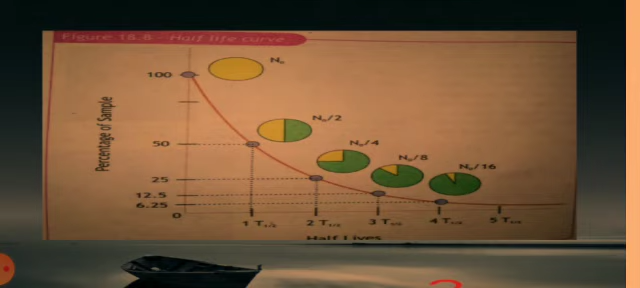 Figure 18.8 - Half life curve
100
N₀
N₀/2
50
N₀/4
N₀/8
N₀/16
25
12.5
6.25
0
1 T₁/₂
2 T₁/₂
3 T₁/₂
4 T₁/₂
5 T₁/₂
Percentage of Sample
Half Lives
?